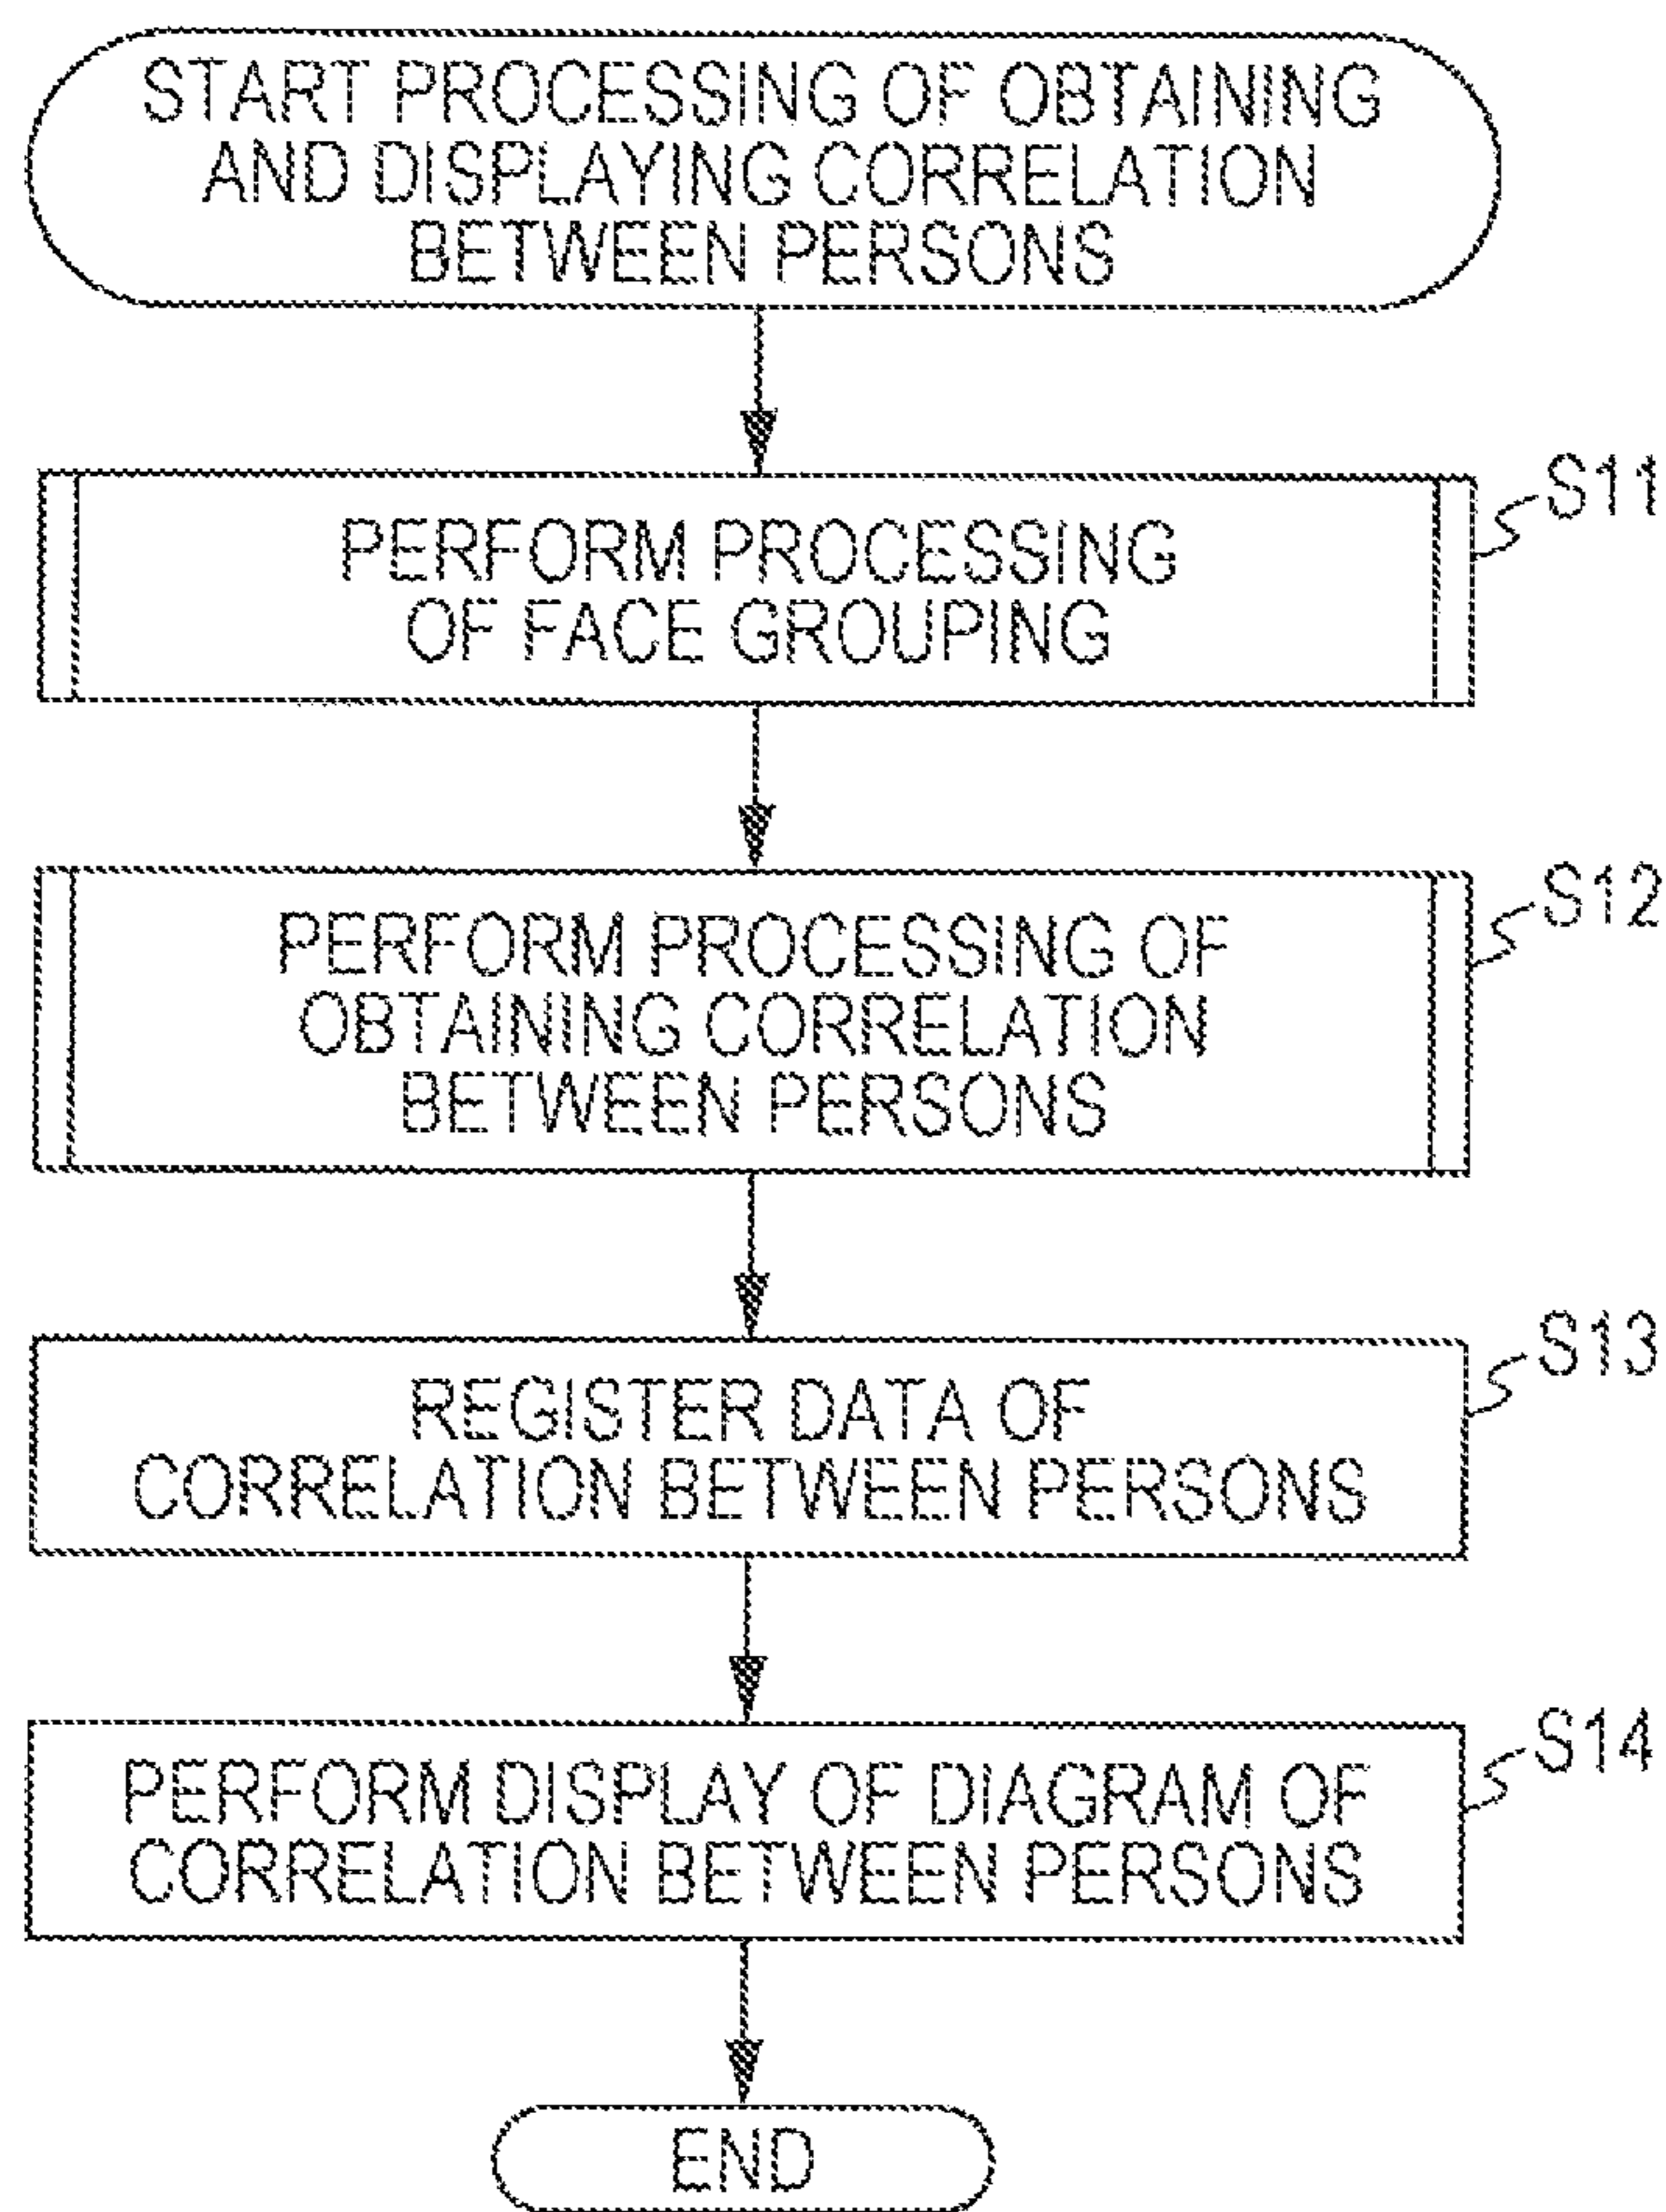 START PROCESSING OF OBTAINING
AND DISPLAYING CORRELATION
BETWEEN PERSONS
S11
PERFORM PROCESSING
OF FACE GROUPING
S12
PERFORM PROCESSING OF
OBTAINING CORRELATION
BETWEEN PERSONS
S13
REGISTER DATA OF
CORRELATION BETWEEN PERSONS
S14
PERFORM DISPLAY OF DIAGRAM OF
CORRELATION BETWEEN PERSONS
END